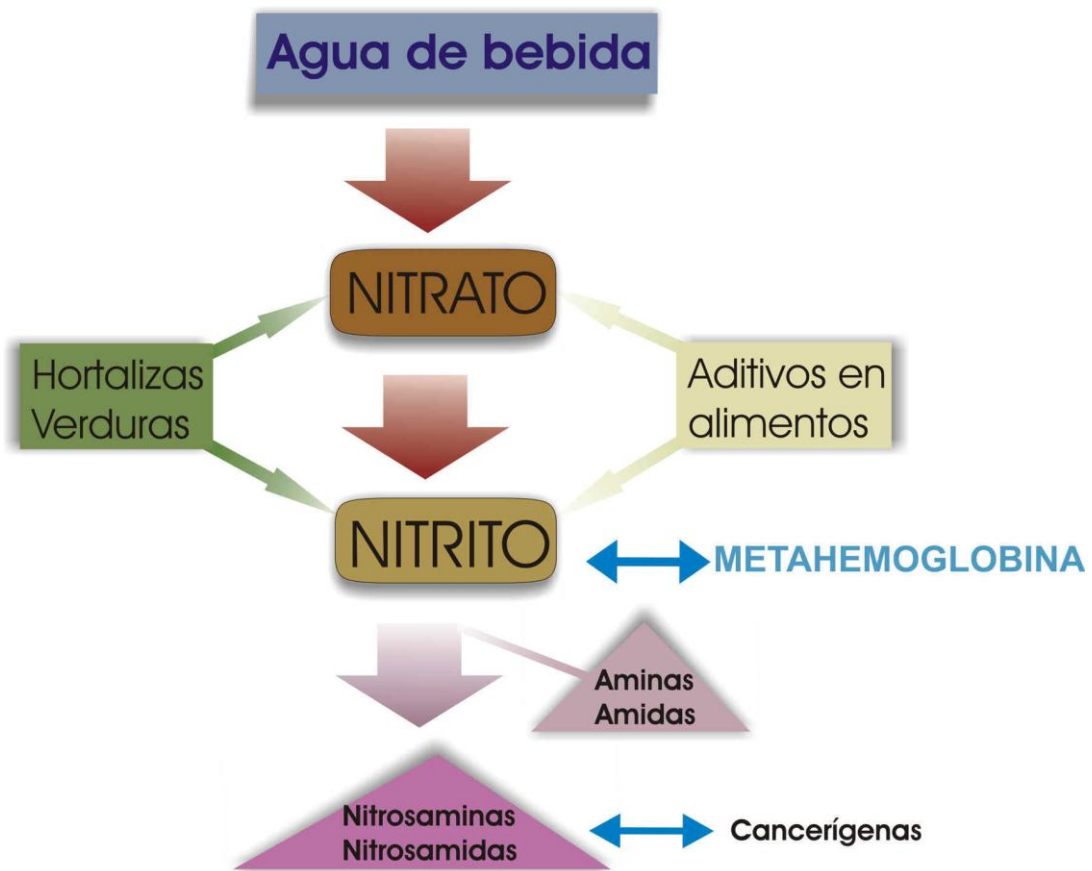 Agua de bebida
NITRATO
Hortalizas
Verduras
Aditivos en
alimentos
NITRITO
METAHEMOGLOBINA
Aminas
Amidas
Nitrosaminas
Nitrosamidas
Cancerígenas